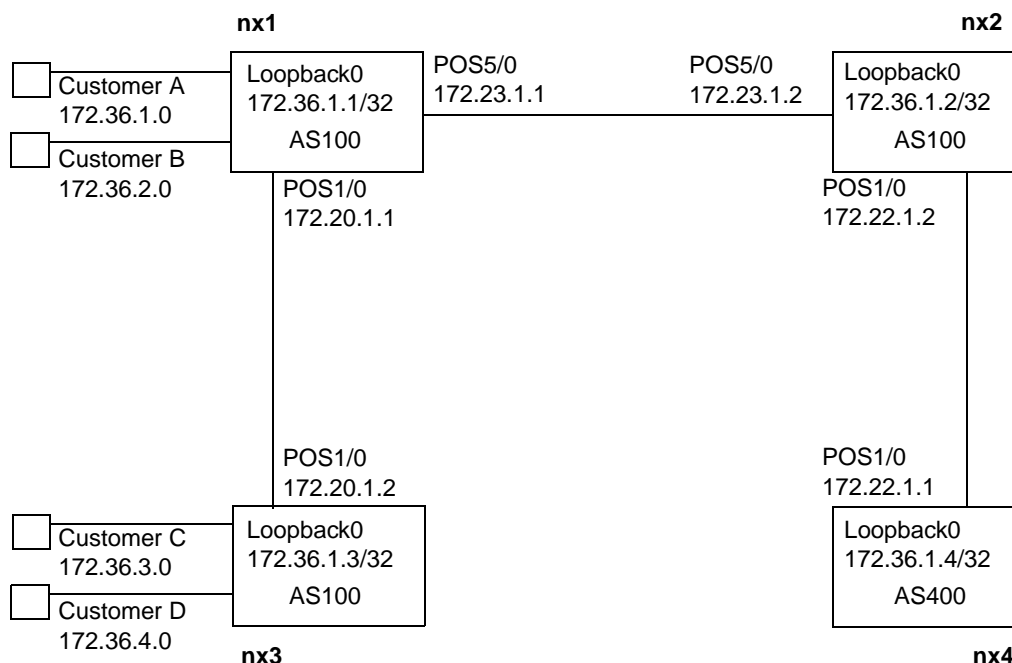 nx1
nx2
Customer A
172.36.1.0
Customer B
172.36.2.0
Loopback0
172.36.1.1/32
AS100
POS5/0
172.23.1.1
POS5/0
172.23.1.2
Loopback0
172.36.1.2/32
AS100
POS1/0
172.20.1.1
POS1/0
172.22.1.2
POS1/0
172.20.1.2
POS1/0
172.22.1.1
Customer C
172.36.3.0
Customer D
172.36.4.0
Loopback0
172.36.1.3/32
AS100
Loopback0
172.36.1.4/32
AS400
nx3
nx4